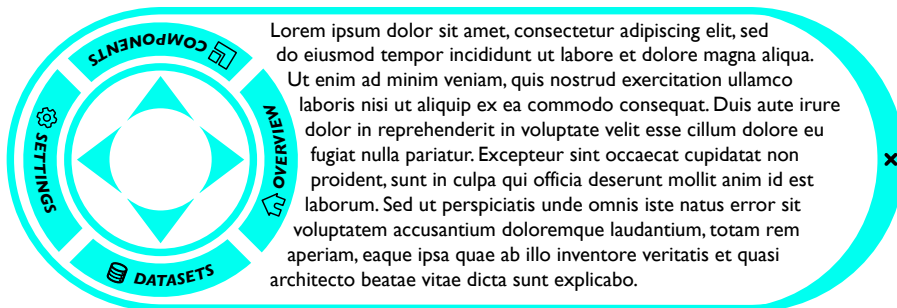 COMPONENTS
SETTINGS
OVERVIEW
DATASETS
Lorem ipsum dolor sit amet, consectetur adipiscing elit, sed
do eiusmod tempor incididunt ut labore et dolore magna aliqua.
Ut enim ad minim veniam, quis nostrud exercitation ullamco
laboris nisi ut aliquip ex ea commodo consequat. Duis aute irure
dolor in reprehenderit in voluptate velit esse cillum dolore eu
fugiat nulla pariatur. Excepteur sint occaecat cupidatat non
proident, sunt in culpa qui officia deserunt mollit anim id est
laborum. Sed ut perspiciatis unde omnis iste natus error sit
voluptatem accusantium doloremque laudantium, totam rem
aperiam, eaque ipsa quae ab illo inventore veritatis et quasi
architecto beatae vitae dicta sunt explicabo.